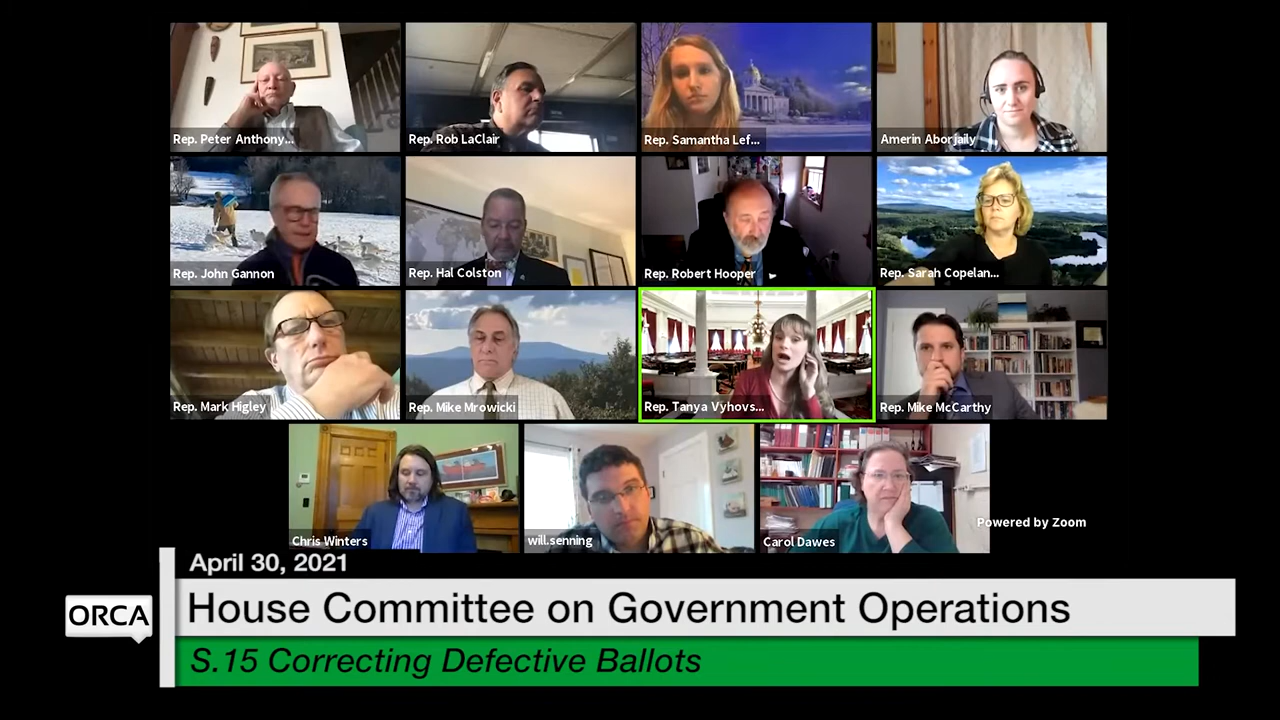 Rep. Peter Anthony...
Rep. Rob LaClair
Rep. Samantha Lef...
Amerin Aborjaily
Rep. John Gannon
Rep. Hal Colston
Rep. Robert Hooper
Rep. Sarah Copelan...
Rep. Mark Higley
Rep. Mike Mrowicki
Rep. Tanya Vyhovs...
Rep. Mike McCarthy
Chris Winters
will.senning
Carol Dawes
Powered by Zoom
April 30, 2021
ORCA
House Committee on Government Operations
S.15 Correcting Defective Ballots